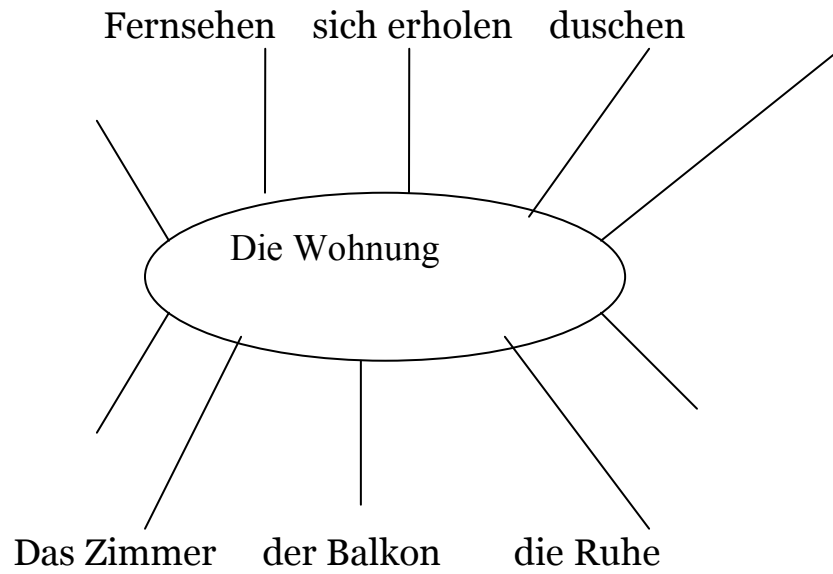 Fernsehen sich erholen duschen
Die Wohnung
Das Zimmer der Balkon die Ruhe